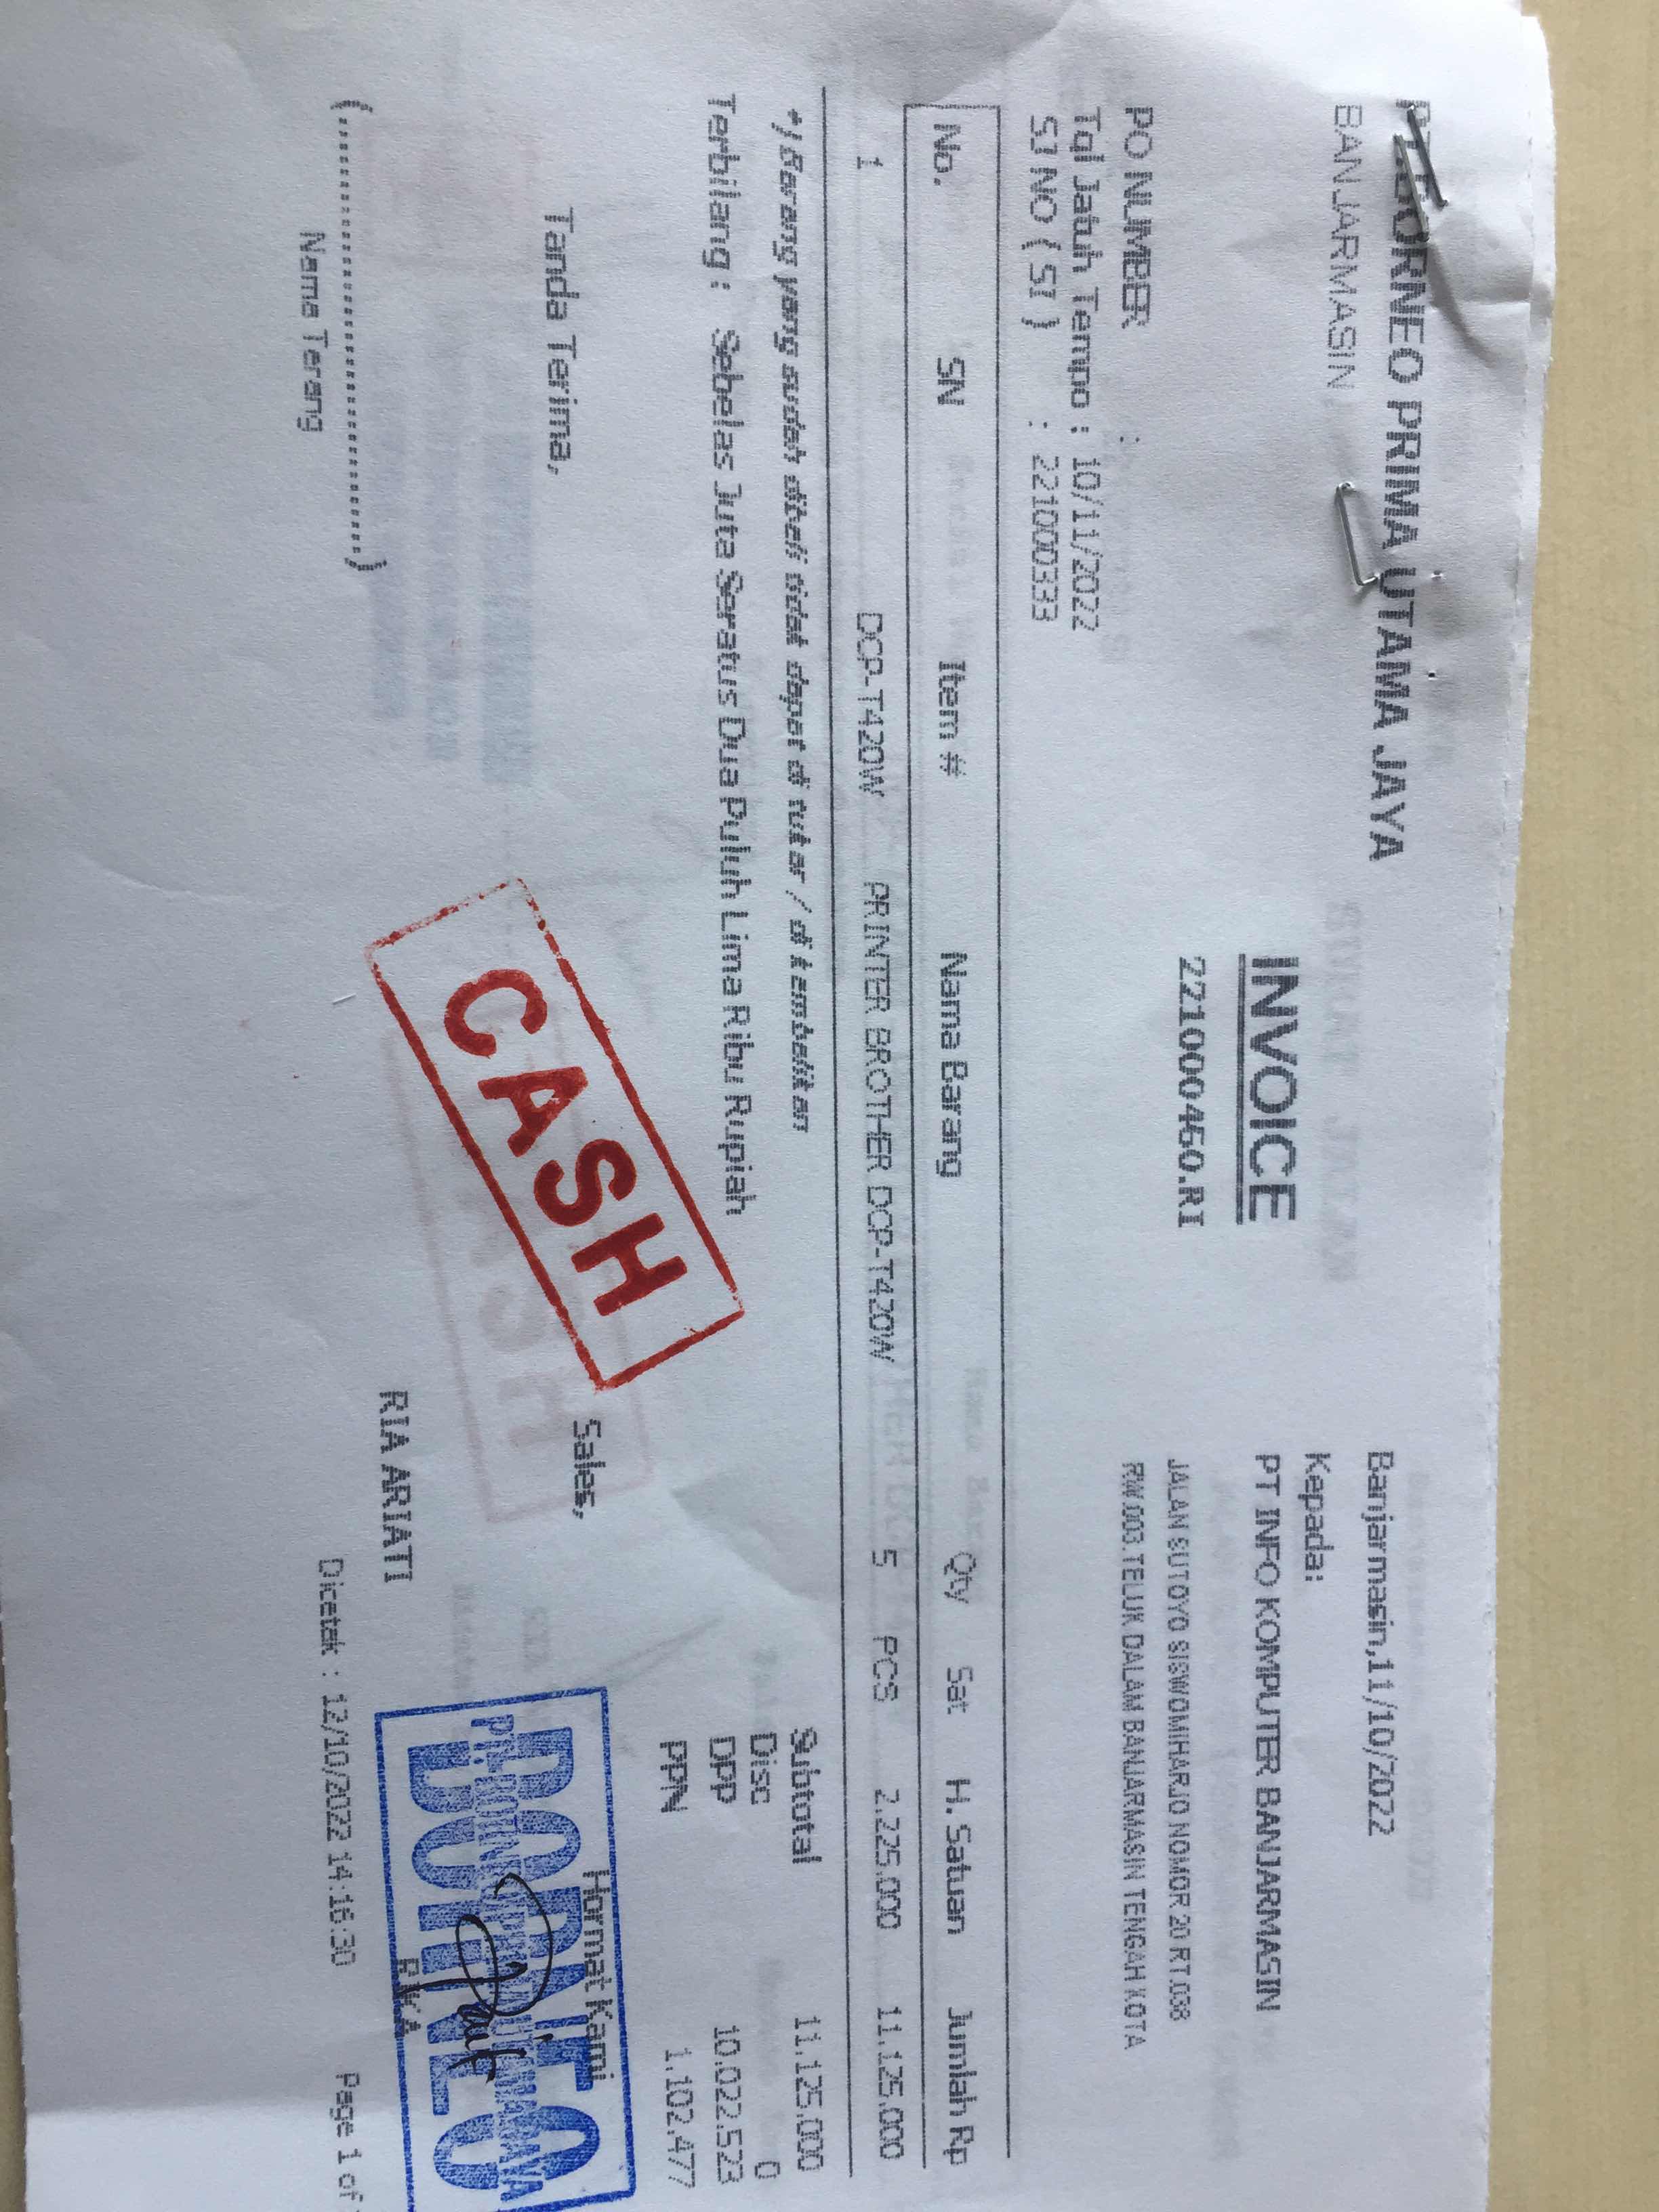 BORNEO PRIMA UTAMA JAYA
BANJARMASIN
INVOICE
221000460.RI
Banjarmasin,11/10/2022
Kepada:
PT INFO KOMPUTER BANJARMASIN
JALAN SUTOYO SISWOMIHARJO NOMOR 20 RT.038
RW.003.TELUK DALAM BANJARMASIN TENGAH KOTA
PO NUMBER :
Tgl Jatuh Tempo : 10/11/2022
SJ NO ( SI ) : 221000333
No. SN Item # Nama Barang Qty Sat H. Satuan Jumlah Rp
1 DCP-T420W PRINTER BROTHER DCP-T420W 5 PCS 2.225.000 11.125.000
*/ Barang yang sudah dibeli tidak dapat di tukar / di kembalikan
Terbilang : Sebelas Juta Seratus Dua Puluh Lima Ribu Rupiah
Subtotal 11.125.000
Disc 0
DPP 10.022.523
PPN 1.102.477
Tanda Terima,
Sales,
Hormat Kami
CASH
BORNEO
(..............................)
Nama Terang
RIA ARIATI
Dicetak : 12/10/2022 14:16:30 Page 1 of